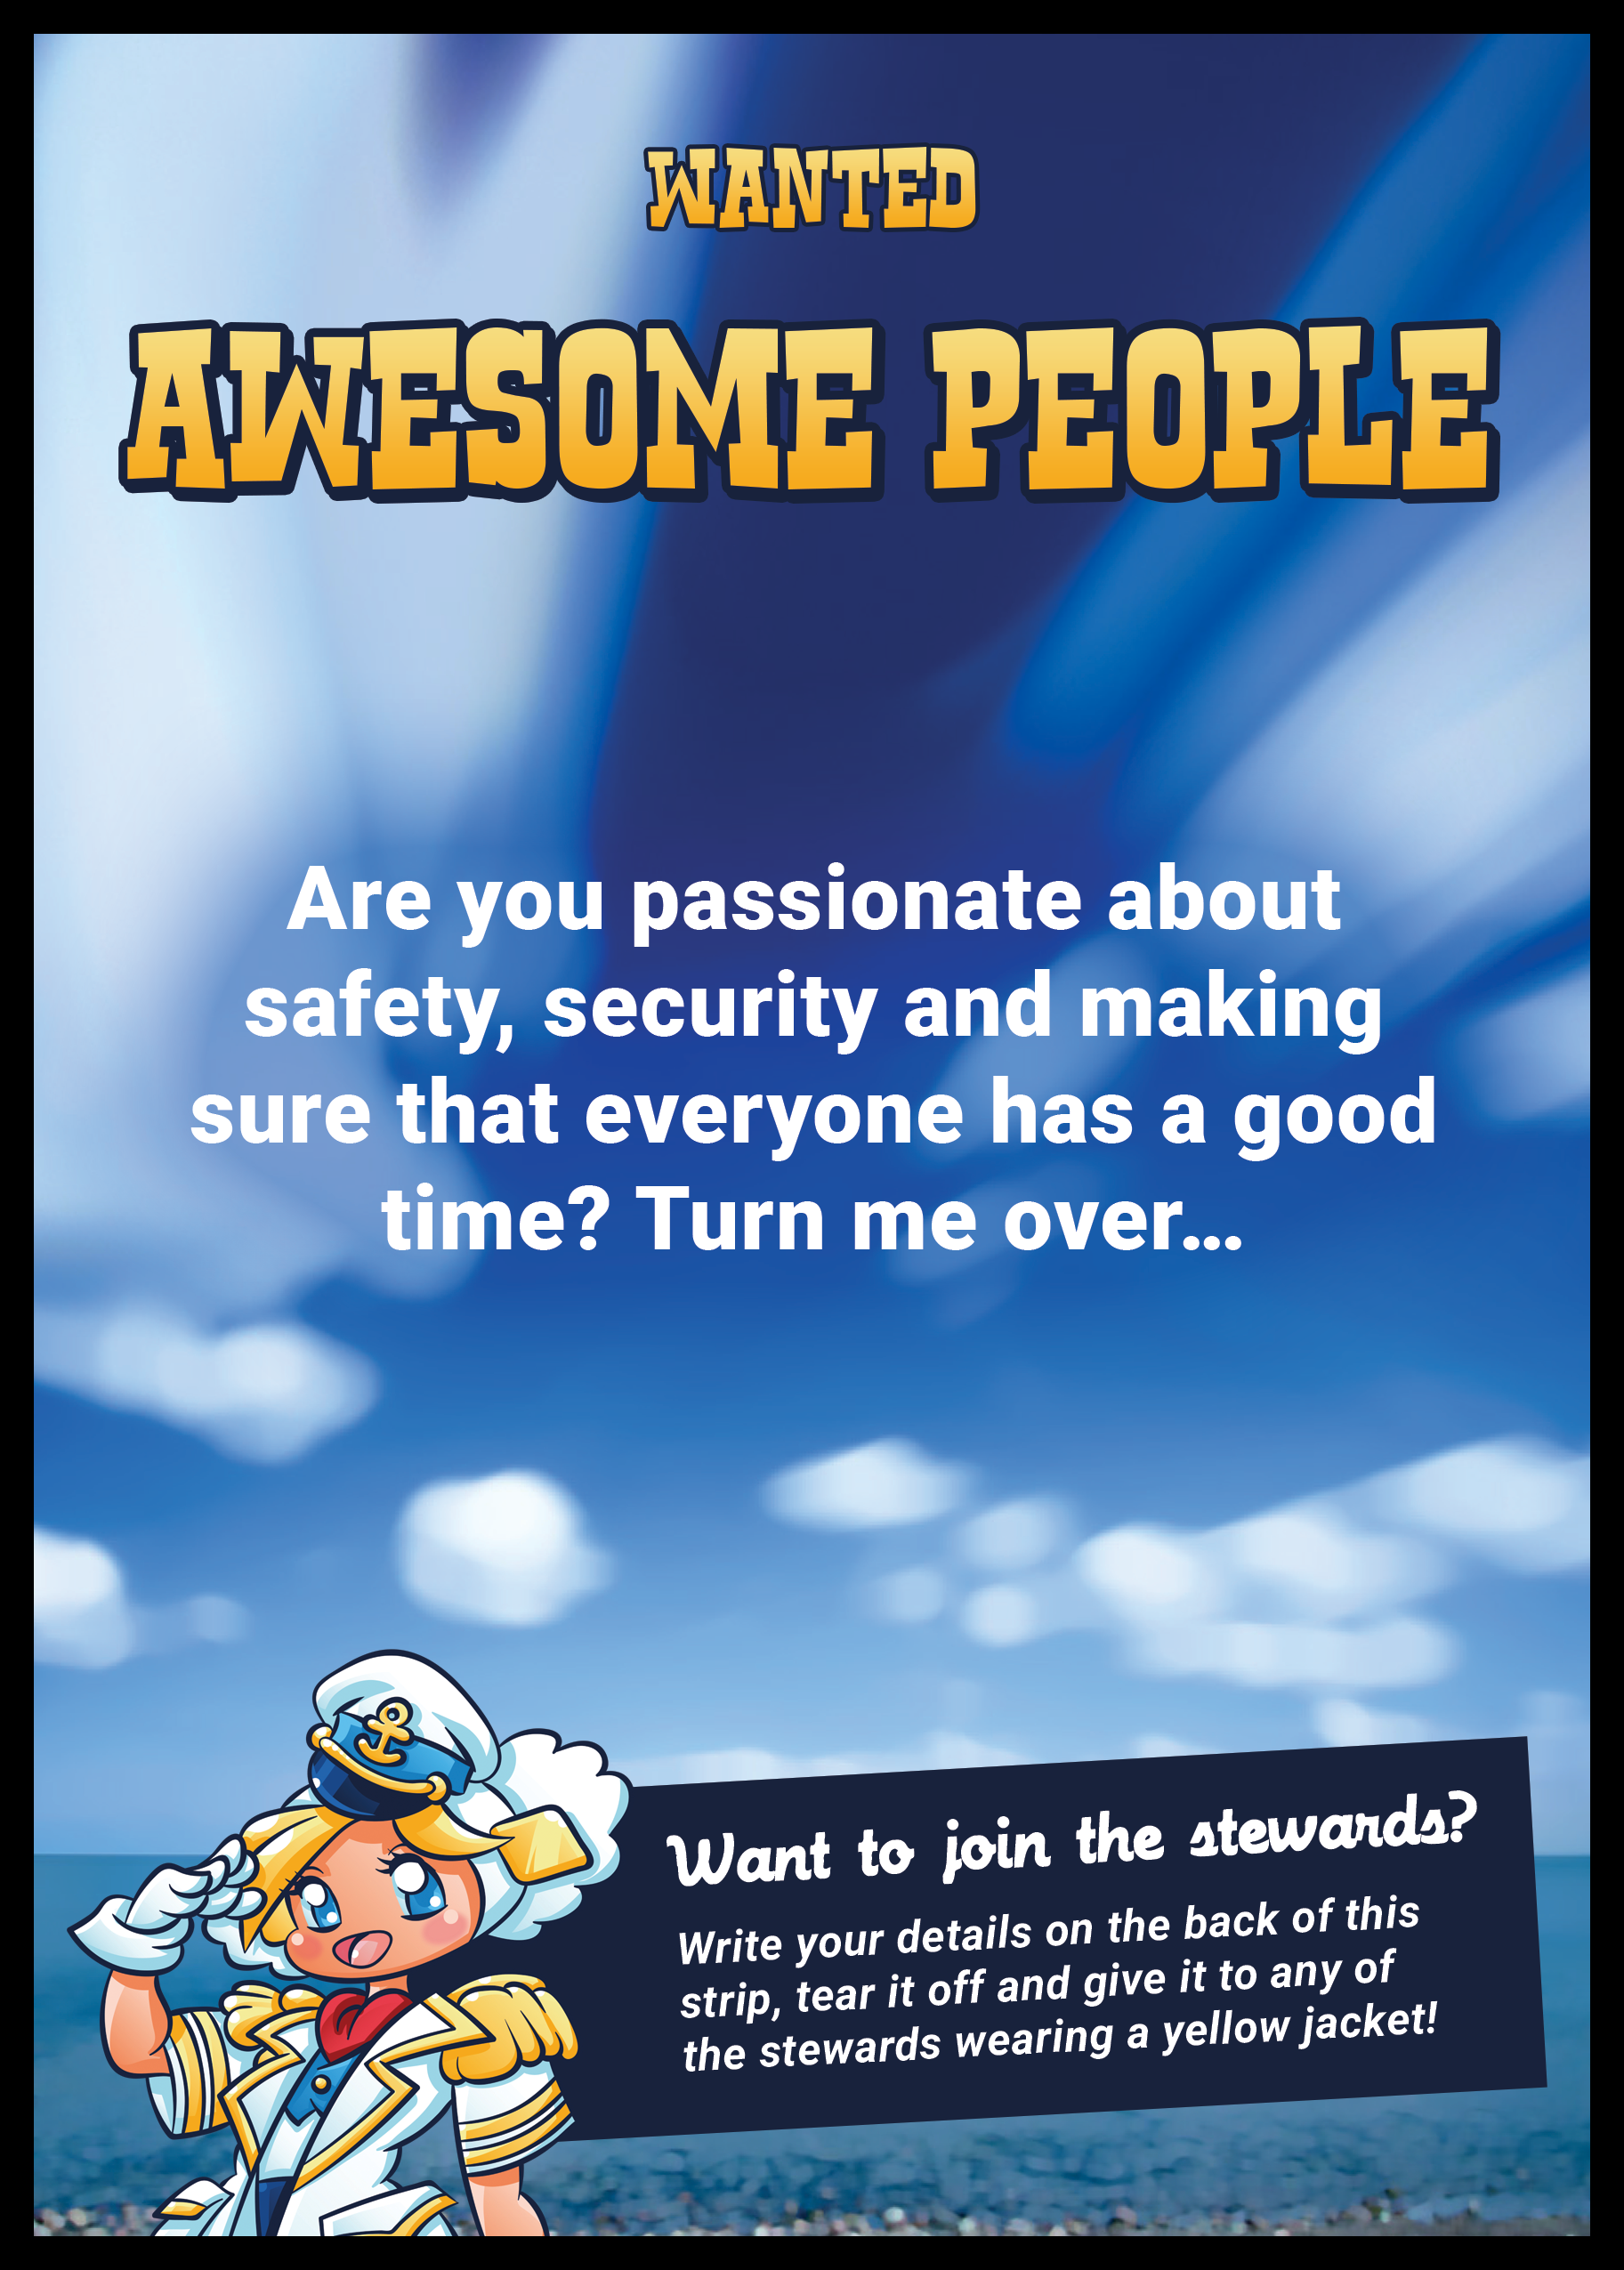 WANTED
AWESOME PEOPLE
Are you passionate about
safety, security and making
sure that everyone has a good
time? Turn me over...
Want to join the stewards?
Write your details on the back of this
strip, tear it off and give it to any of
the stewards wearing a yellow jacket!